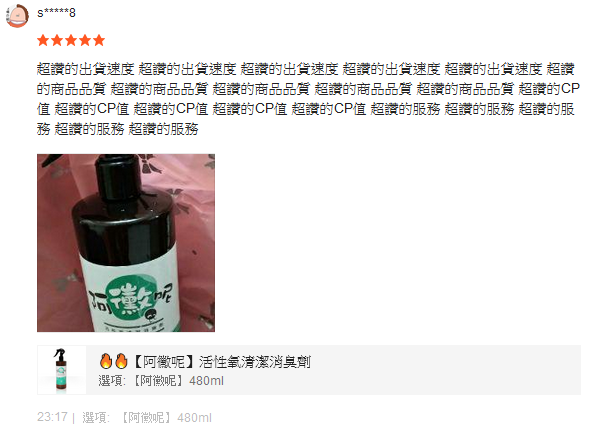 s*****8
超讚的出貨速度 超讚的出貨速度 超讚的出貨速度 超讚的出貨速度 超讚的出貨速度 超讚
的商品品質 超讚的商品品質 超讚的商品品質 超讚的商品品質 超讚的商品品質 超讚的CP
值 超讚的CP值 超讚的CP值 超讚的CP值 超讚的CP值 超讚的服務 超讚的服務 超讚的服
務 超讚的服務 超讚的服務
阿黴呢
🔥🔥【阿黴呢】活性氧清潔消臭劑
選項:【阿黴呢】480ml
23:17 | 選項: 【阿黴呢】480ml